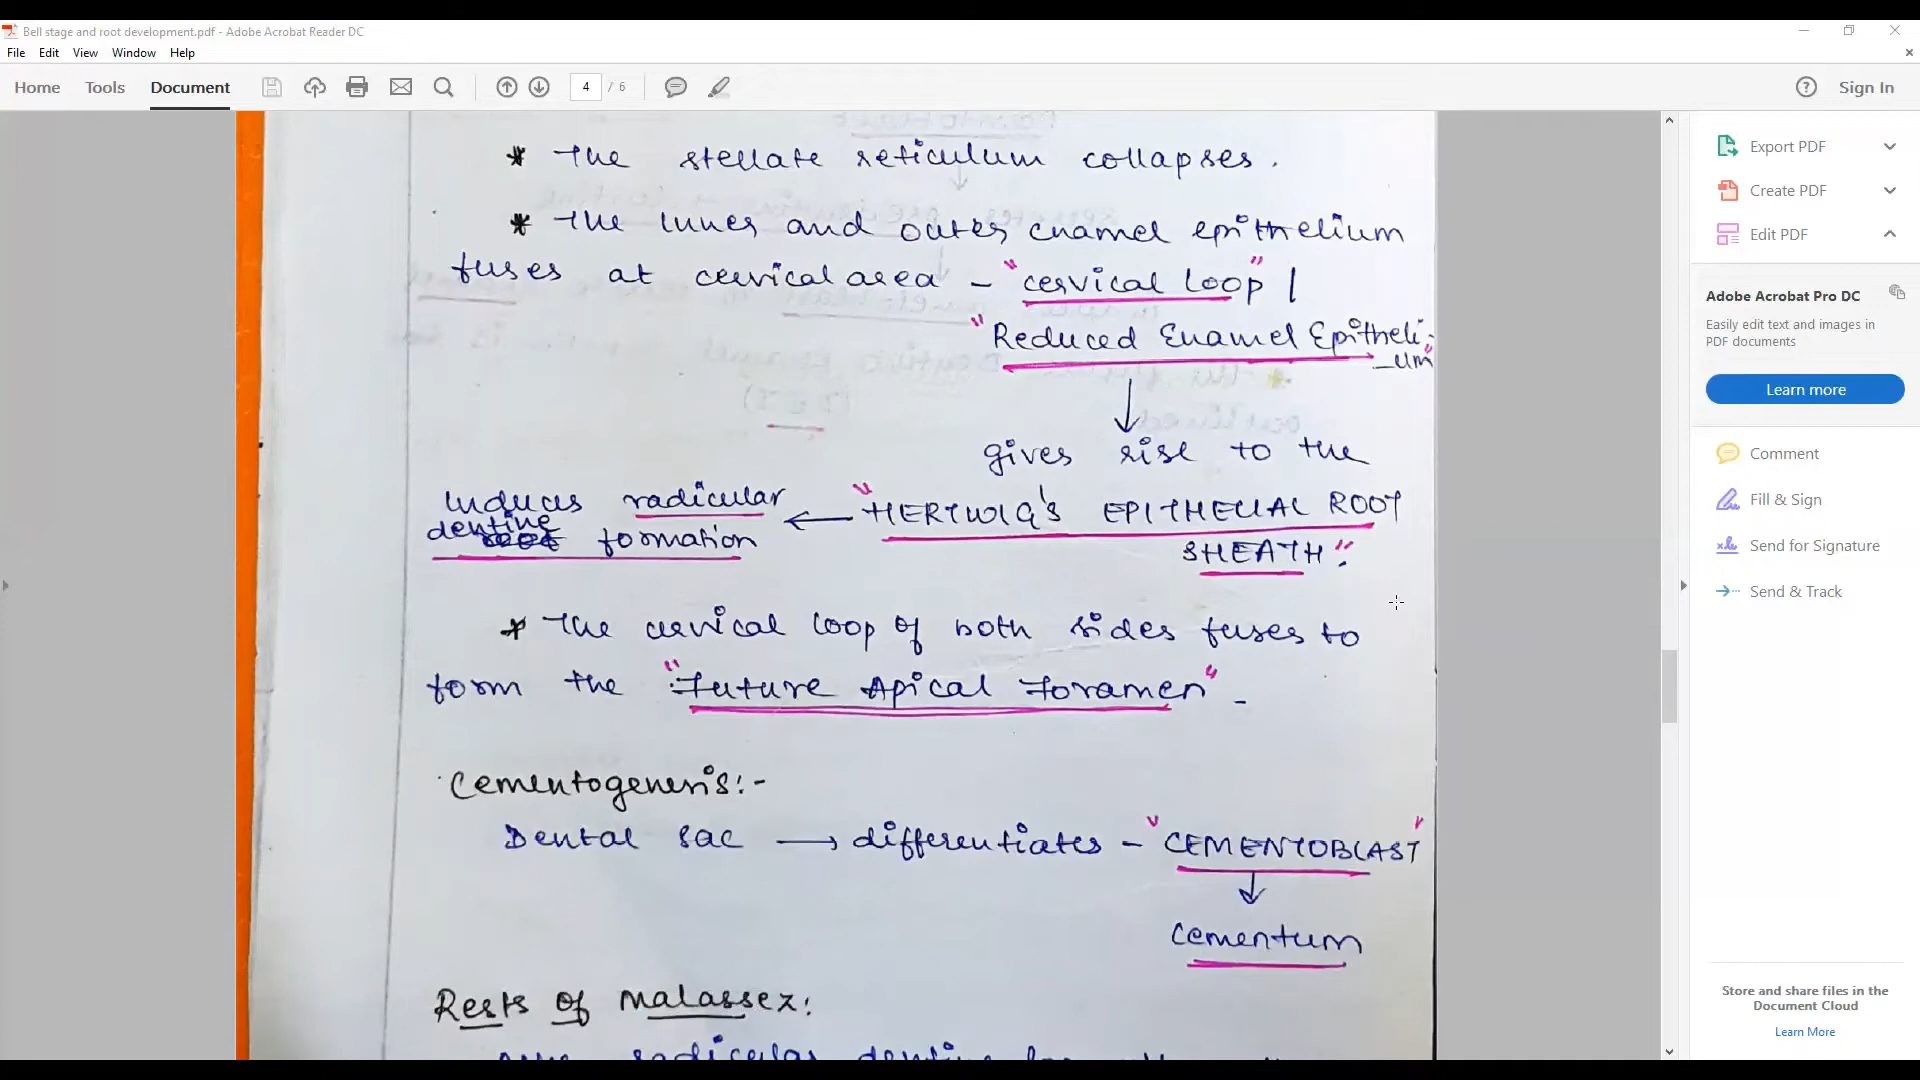 Bell stage and root development.pdf - Adobe Acrobat Reader DC
File Edit View Window Help
Home Tools Document 4 / 6 Sign In
* The stellate reticulum collapses.
* The inner and outer enamel epithelium
fuses at cervical area - "cervical loop" |
"Reduced Enamel Epitheli-
-um"
gives rise to the
Induces radicular ← "HERTWIG's EPITHELIAL ROOT
dentine formation SHEATH".
* The cervical loop of both sides fuses to
form the "Future Apical Foramen".
Cementogenesis:-
Dental sac → differentiates - "CEMENTOBLAST"
↓
Cementum
Rests of Malassez:
radicular dentine
Export PDF
Create PDF
Edit PDF
Adobe Acrobat Pro DC
Easily edit text and images in
PDF documents
Learn more
Comment
Fill & Sign
Send for Signature
Send & Track
Store and share files in the
Document Cloud
Learn More